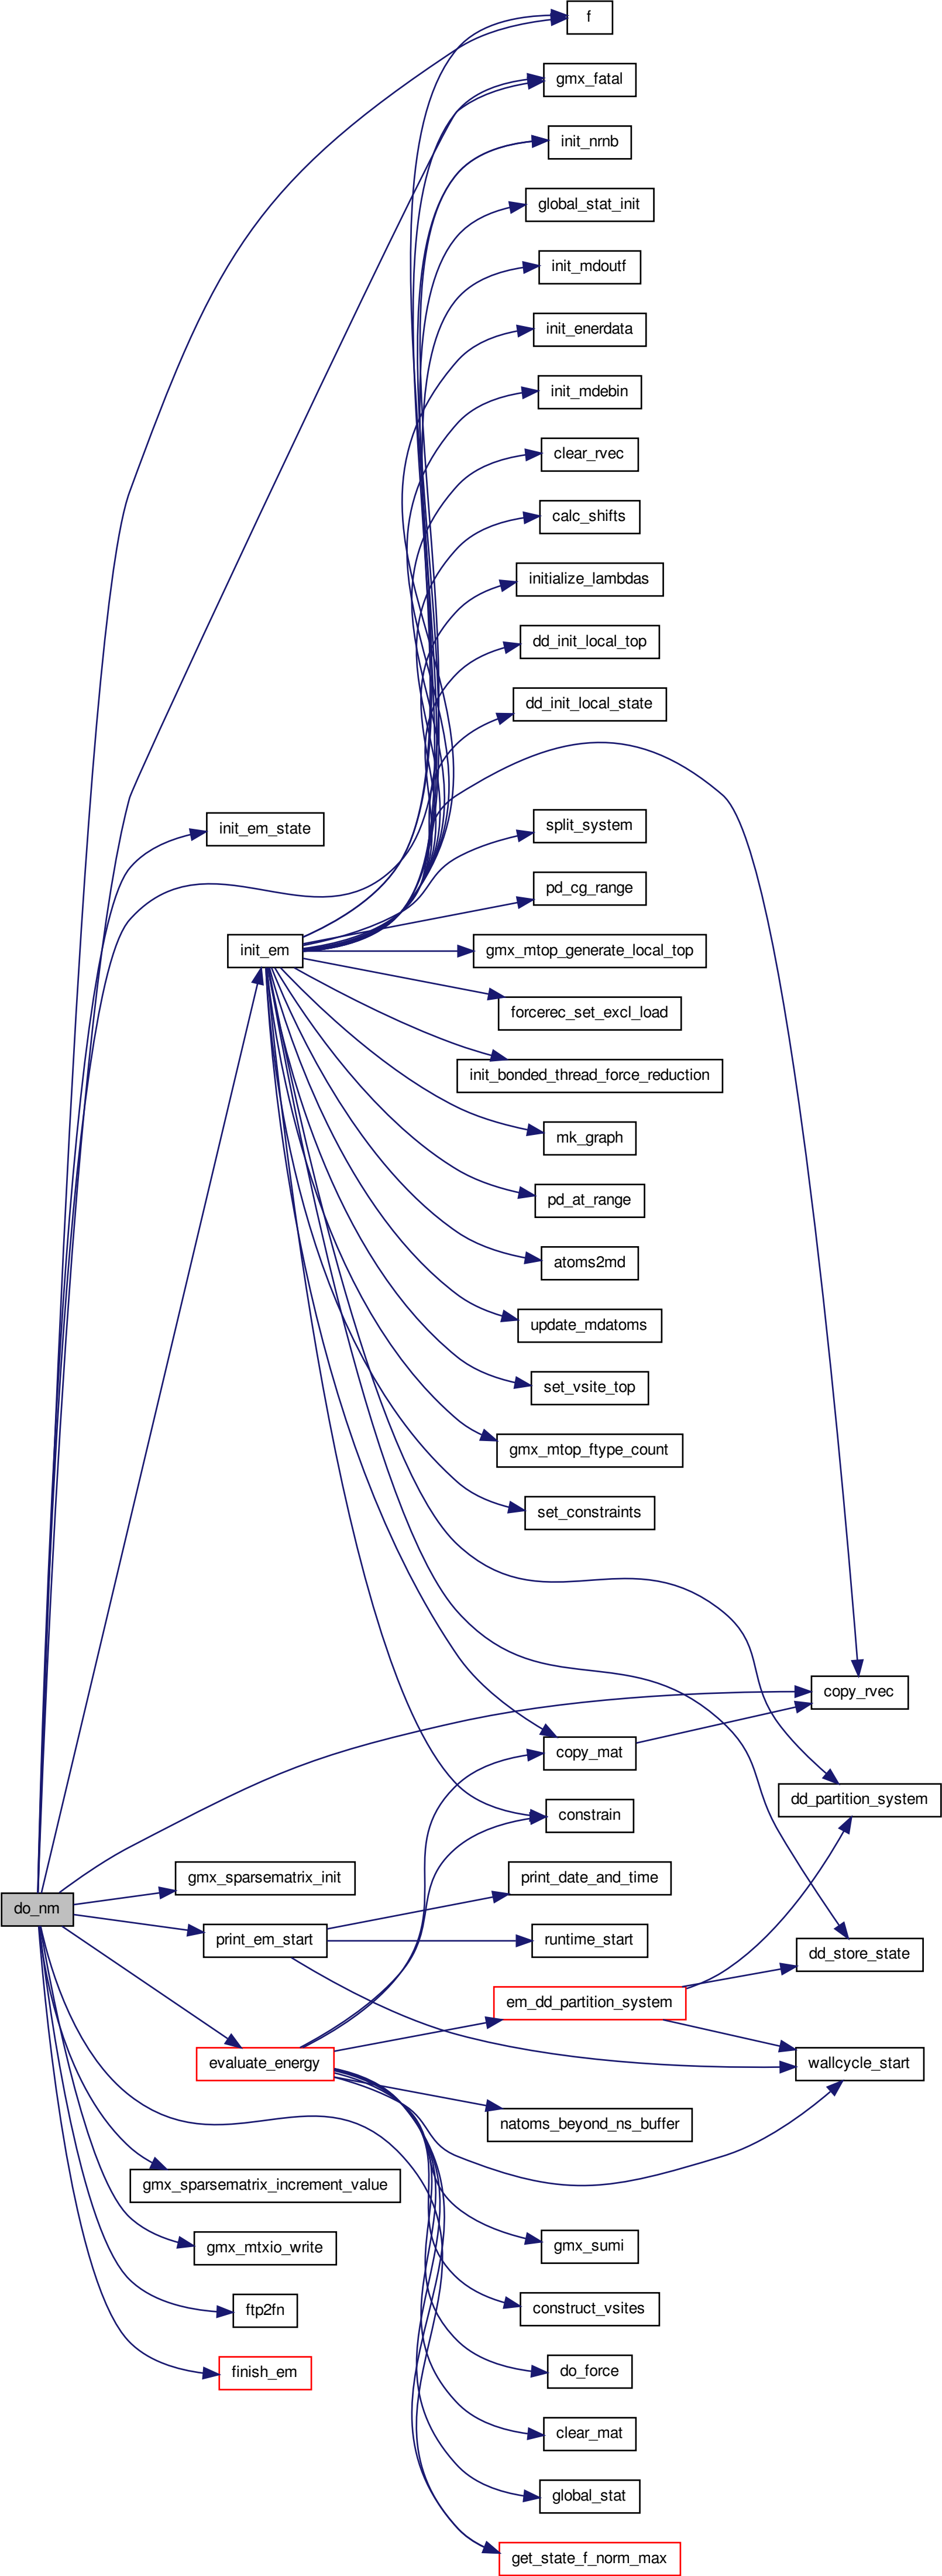 f
gmx_fatal
init_nrnb
global_stat_init
init_mdoutf
init_enerdata
init_mdebin
clear_rvec
calc_shifts
initialize_lambdas
dd_init_local_top
dd_init_local_state
split_system
init_em_state
pd_cg_range
init_em
gmx_mtop_generate_local_top
forcerec_set_excl_load
init_bonded_thread_force_reduction
mk_graph
pd_at_range
atoms2md
update_mdatoms
set_vsite_top
gmx_mtop_ftype_count
set_constraints
copy_rvec
copy_mat
dd_partition_system
constrain
gmx_sparsematrix_init
print_date_and_time
do_nm
print_em_start
runtime_start
dd_store_state
em_dd_partition_system
evaluate_energy
wallcycle_start
natoms_beyond_ns_buffer
gmx_sparsematrix_increment_value
gmx_mtxio_write
gmx_sumi
ftp2fn
construct_vsites
finish_em
do_force
clear_mat
global_stat
get_state_f_norm_max